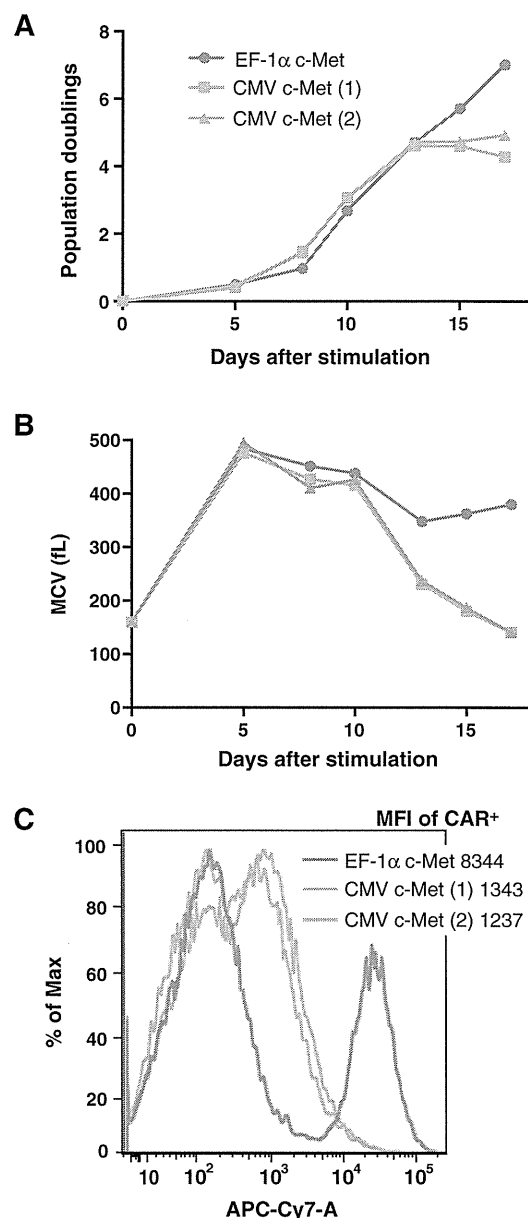 A
Population doublings
8
6
4
2
0
EF-1α c-Met
CMV c-Met (1)
CMV c-Met (2)
0 5 10 15
Days after stimulation
B
MCV (fL)
500
400
300
200
100
0
0 5 10 15
Days after stimulation
C
MFI of CAR⁺
EF-1α c-Met 8344
CMV c-Met (1) 1343
CMV c-Met (2) 1237
% of Max
100
80
60
40
20
0
10 10² 10³ 10⁴ 10⁵
APC-Cy7-A